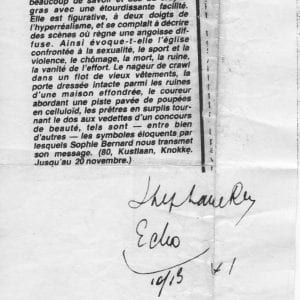 beaucoup de savoir et
gras avec une étourdissante facilité.
Elle est figurative, à deux doigts de
l'hyperréalisme, et se complaît à décrire
des scènes où règne une angoisse dif-
fuse. Ainsi évoque-t-elle l'église
confrontée à la sexualité, le sport et la
violence, le chômage, la mort, la ruine,
la vanité de l'effort. Le nageur de crawl
dans un flot de vieux vêtements, la
porte dressée intacte parmi les ruines
d'une maison effondrée, le coureur
abordant une piste pavée de poupées
en celluloïd, les prêtres en surplis tour-
nant le dos aux vedettes d'un concours
de beauté, tels sont — entre bien
d'autres — les symboles éloquents par
lesquels Sophie Bernard nous transmet
son message. (80, Kustlaan, Knokke.
Jusqu'au 20 novembre.)
Stephane Rey
Echo